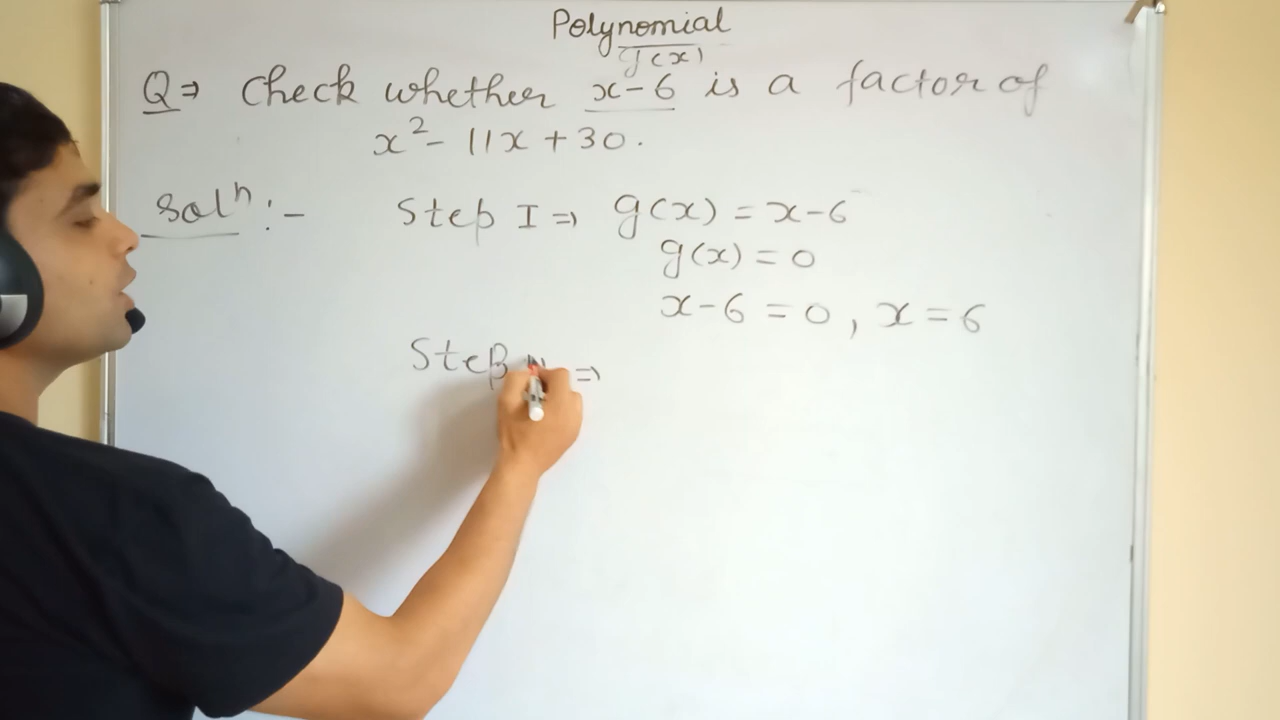 Polynomial
g(x)
Q⇒ Check whether x-6 is a factor of
x²- 11x + 30.
Solⁿ :- Step I ⇒ g(x) = x-6
g(x) = 0
x-6 = 0, x = 6
Step ⇒